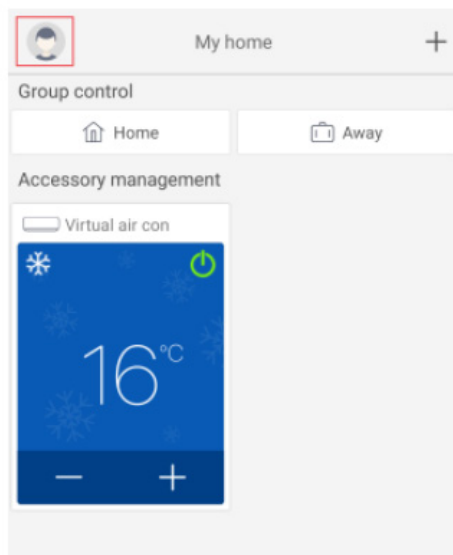 My home +
Group control
Home Away
Accessory management
Virtual air con
16°C
− +